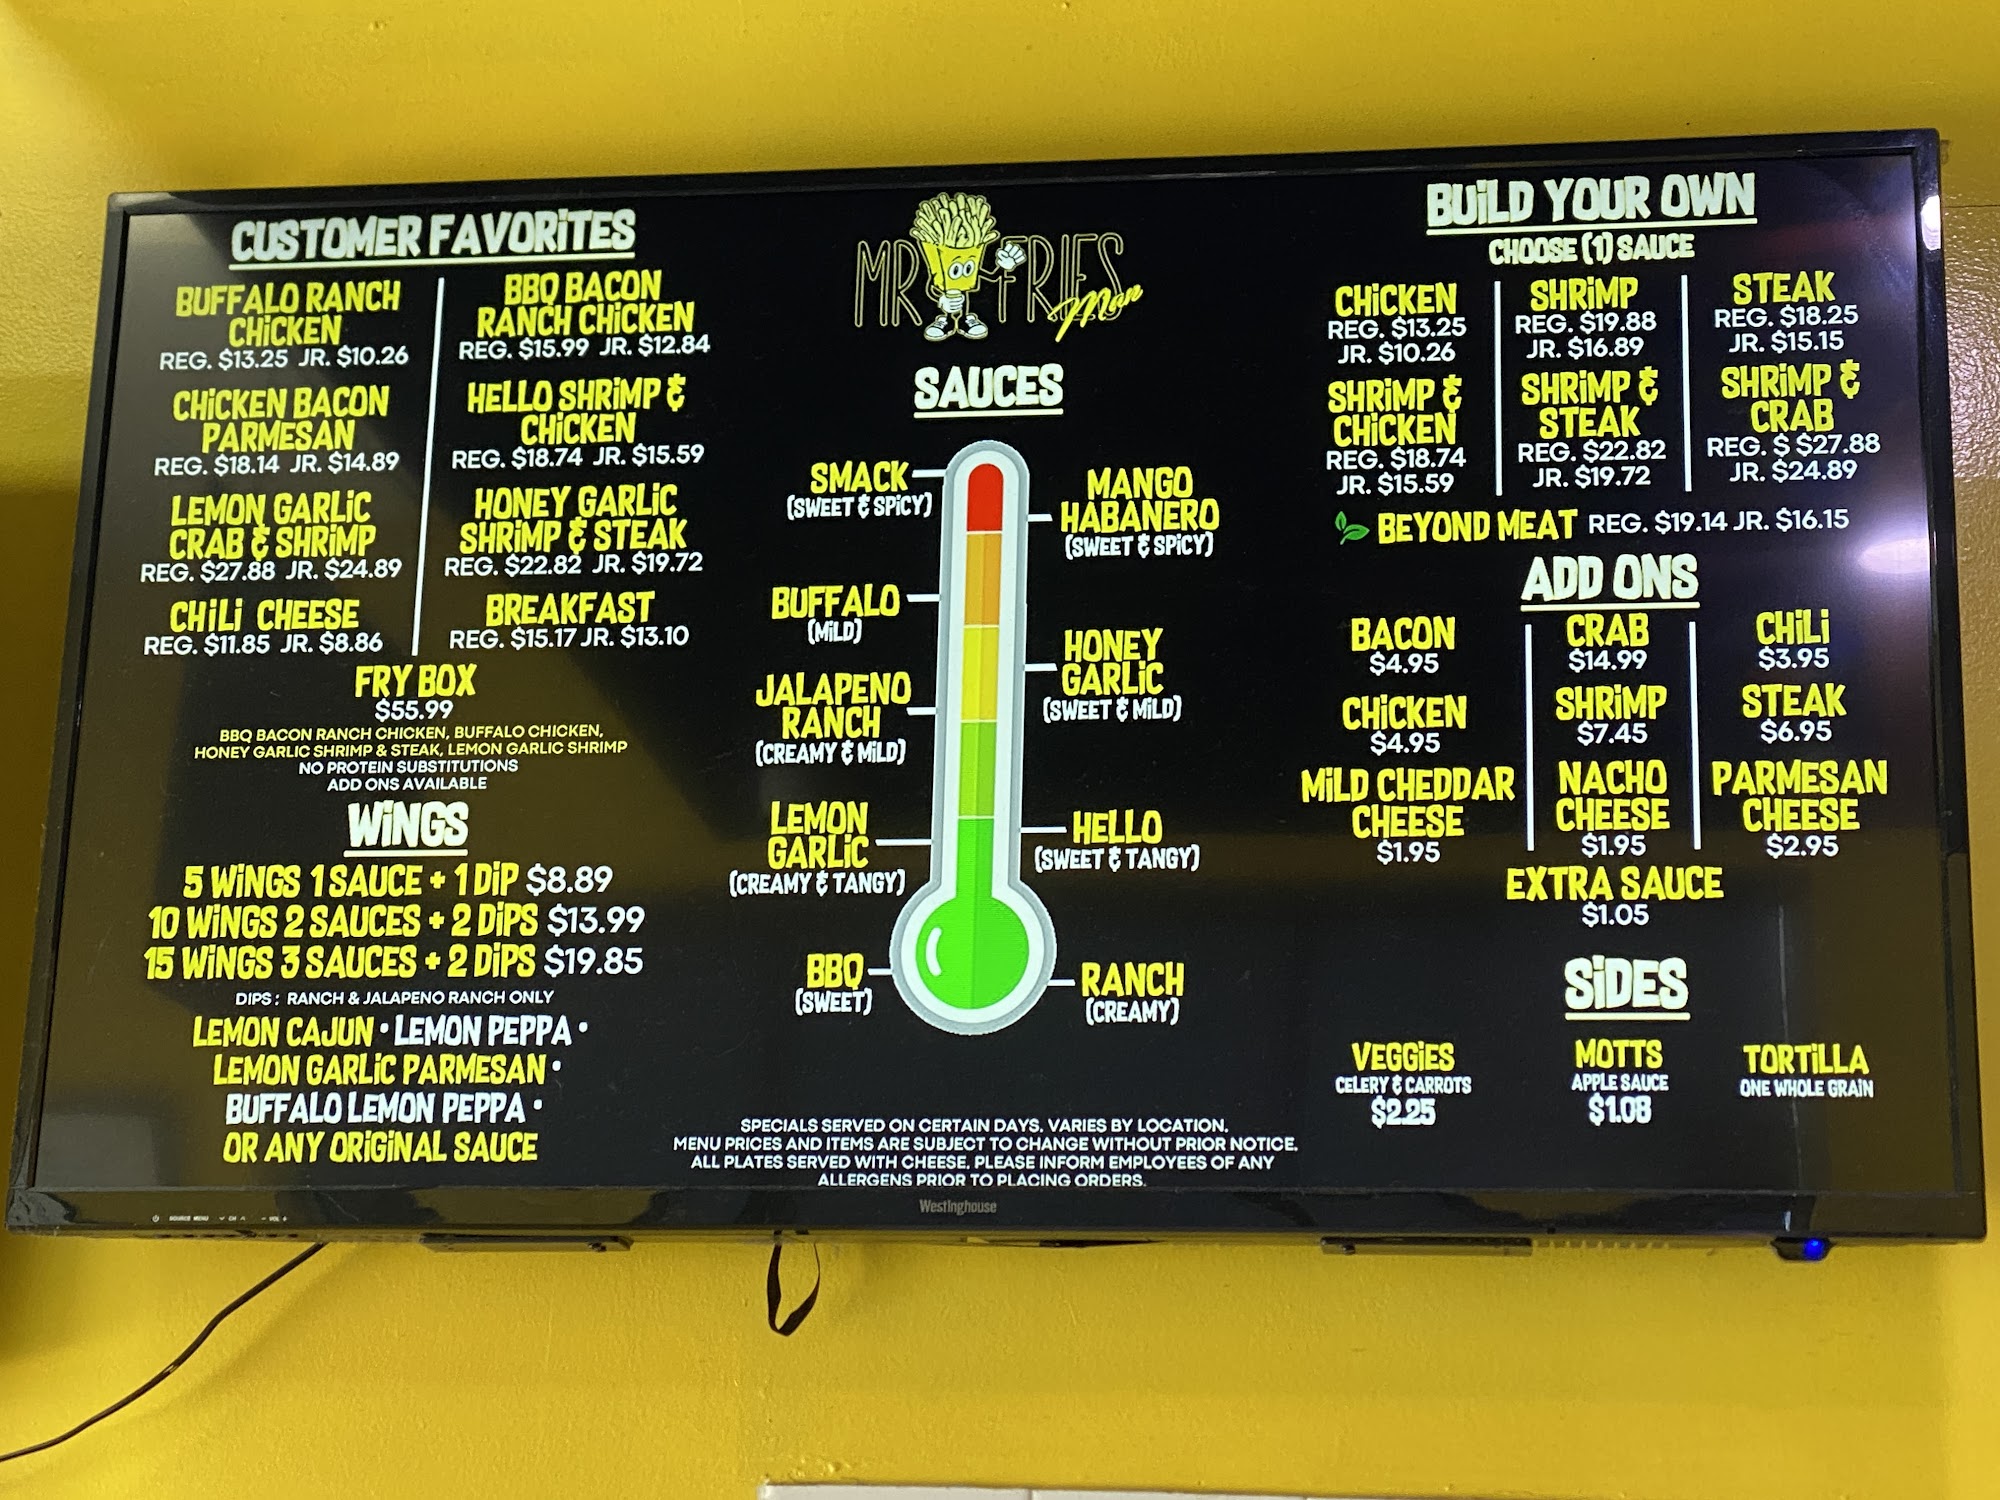 CUSTOMER FAVORITES
BUFFALO RANCH
CHICKEN
REG. $13.25 JR. $10.26
CHICKEN BACON
PARMESAN
REG. $18.14 JR. $14.89
LEMON GARLIC
CRAB & SHRIMP
REG. $27.88 JR. $24.89
CHILI CHEESE
REG. $11.85 JR. $8.86
BBQ BACON
RANCH CHICKEN
REG. $15.99 JR. $12.84
HELLO SHRIMP &
CHICKEN
REG. $18.74 JR. $15.59
HONEY GARLIC
SHRIMP & STEAK
REG. $22.82 JR. $19.72
BREAKFAST
REG. $15.17 JR. $13.10
FRY BOX
$55.99
BBQ BACON RANCH CHICKEN, BUFFALO CHICKEN,
HONEY GARLIC SHRIMP & STEAK, LEMON GARLIC SHRIMP
NO PROTEIN SUBSTITUTIONS
ADD ONS AVAILABLE
WINGS
5 WINGS 1 SAUCE + 1 DIP $8.89
10 WINGS 2 SAUCES + 2 DIPS $13.99
15 WINGS 3 SAUCES + 2 DIPS $19.85
DIPS : RANCH & JALAPENO RANCH ONLY
LEMON CAJUN • LEMON PEPPA •
LEMON GARLIC PARMESAN •
BUFFALO LEMON PEPPA •
OR ANY ORIGINAL SAUCE
MR FRIES
Man
SAUCES
SMACK
(SWEET & SPICY)
MANGO
HABANERO
(SWEET & SPICY)
BUFFALO
(MILD)
HONEY
GARLIC
(SWEET & MILD)
JALAPENO
RANCH
(CREAMY & MILD)
LEMON
GARLIC
(CREAMY & TANGY)
HELLO
(SWEET & TANGY)
BBQ
(SWEET)
RANCH
(CREAMY)
SPECIALS SERVED ON CERTAIN DAYS. VARIES BY LOCATION.
MENU PRICES AND ITEMS ARE SUBJECT TO CHANGE WITHOUT PRIOR NOTICE.
ALL PLATES SERVED WITH CHEESE. PLEASE INFORM EMPLOYEES OF ANY
ALLERGENS PRIOR TO PLACING ORDERS.
BUILD YOUR OWN
CHOOSE (1) SAUCE
CHICKEN
REG. $13.25
JR. $10.26
SHRIMP
REG. $19.88
JR. $16.89
STEAK
REG. $18.25
JR. $15.15
SHRIMP &
CHICKEN
REG. $18.74
JR. $15.59
SHRIMP &
STEAK
REG. $22.82
JR. $19.72
SHRIMP &
CRAB
REG. $ $27.88
JR. $24.89
BEYOND MEAT REG. $19.14 JR. $16.15
ADD ONS
BACON
$4.95
CRAB
$14.99
CHILI
$3.95
CHICKEN
$4.95
SHRIMP
$7.45
STEAK
$6.95
MILD CHEDDAR
CHEESE
$1.95
NACHO
CHEESE
$1.95
PARMESAN
CHEESE
$2.95
EXTRA SAUCE
$1.05
SIDES
VEGGIES
CELERY & CARROTS
$2.25
MOTTS
APPLE SAUCE
$1.08
TORTILLA
ONE WHOLE GRAIN
Westinghouse
SOURCE MENU CH VOL